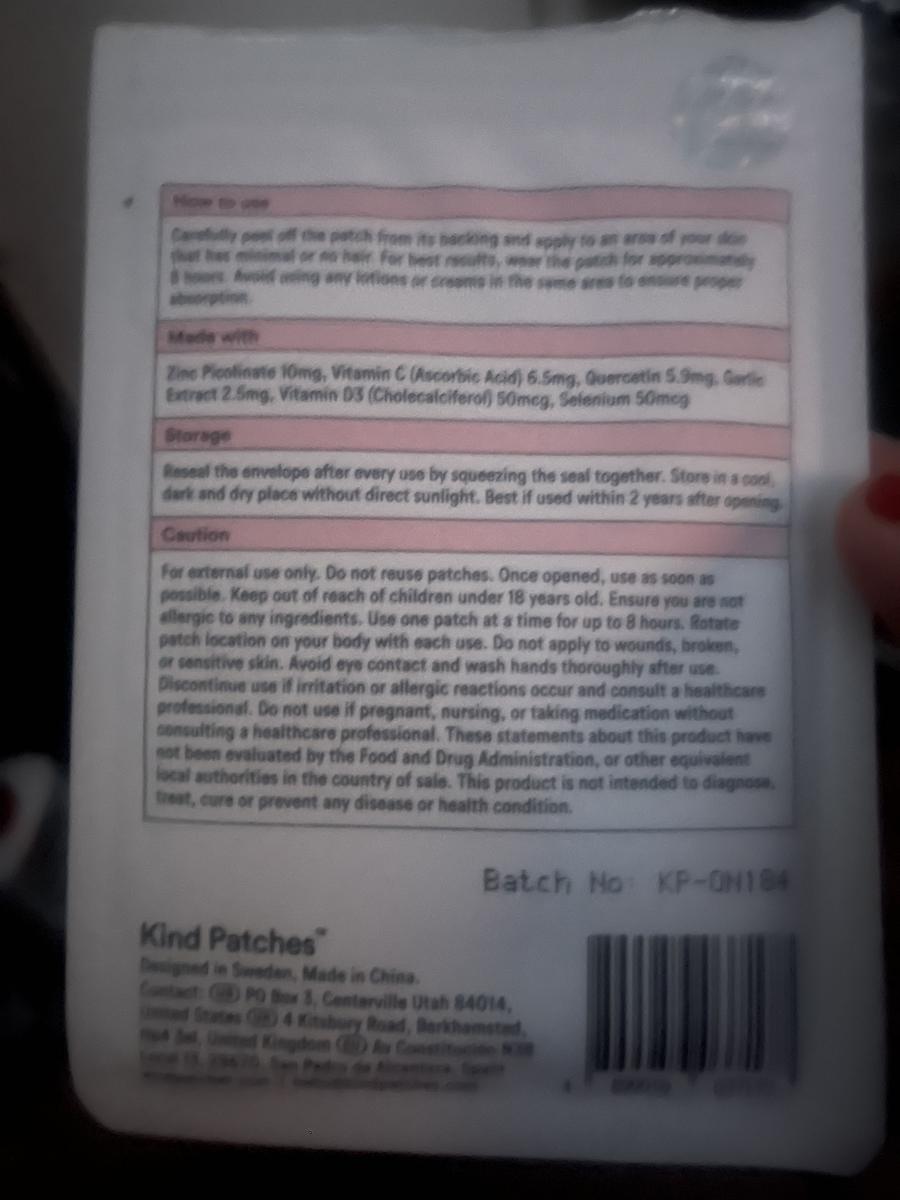 How to use
Carefully peel off the patch from its backing and apply to an area of your skin
that has minimal or no hair. For best results, wear the patch for approximately
8 hours. Avoid using any lotions or creams in the same area to ensure proper
absorption.
Made with
Zinc Picolinate 10mg, Vitamin C (Ascorbic Acid) 6.5mg, Quercetin 5.9mg, Garlic
Extract 2.5mg, Vitamin D3 (Cholecalciferol) 50mcg, Selenium 50mcg
Storage
Reseal the envelope after every use by squeezing the seal together. Store in a cool,
dark and dry place without direct sunlight. Best if used within 2 years after opening.
Caution
For external use only. Do not reuse patches. Once opened, use as soon as
possible. Keep out of reach of children under 18 years old. Ensure you are not
allergic to any ingredients. Use one patch at a time for up to 8 hours. Rotate
patch location on your body with each use. Do not apply to wounds, broken,
or sensitive skin. Avoid eye contact and wash hands thoroughly after use.
Discontinue use if irritation or allergic reactions occur and consult a healthcare
professional. Do not use if pregnant, nursing, or taking medication without
consulting a healthcare professional. These statements about this product have
not been evaluated by the Food and Drug Administration, or other equivalent
local authorities in the country of sale. This product is not intended to diagnose,
treat, cure or prevent any disease or health condition.
Batch No: KP-QN184
Kind Patches™
Designed in Sweden, Made in China.
Contact: (US) PO Box 3, Centerville Utah 84014,
United States (UK) 4 Kitsbury Road, Berkhamsted,
United Kingdom Av Constitución
San Pedro de Alcantara, Spain